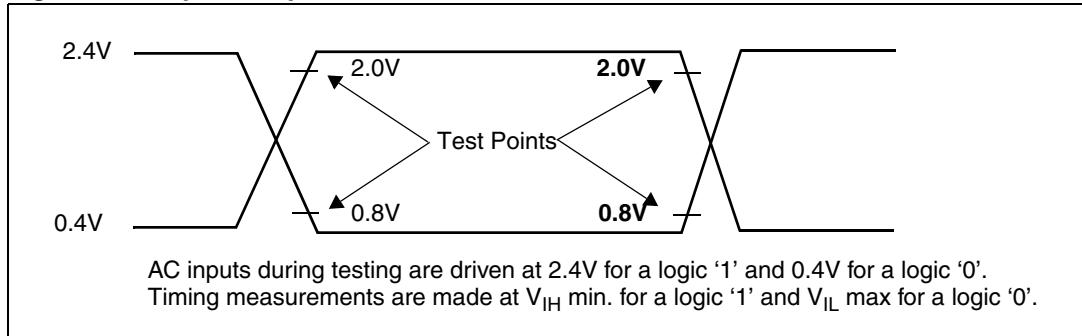 2.4V
2.0V
2.0V
Test Points
0.4V
0.8V
0.8V
AC inputs during testing are driven at 2.4V for a logic ‘1’ and 0.4V for a logic ‘0’.
Timing measurements are made at VIH min. for a logic ‘1’ and VIL max for a logic ‘0’.